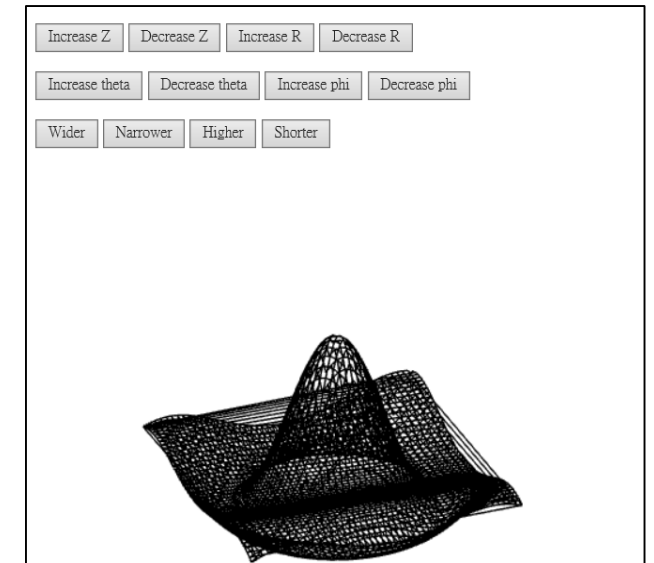 Increase Z Decrease Z Increase R Decrease R
Increase theta Decrease theta Increase phi Decrease phi
Wider Narrower Higher Shorter